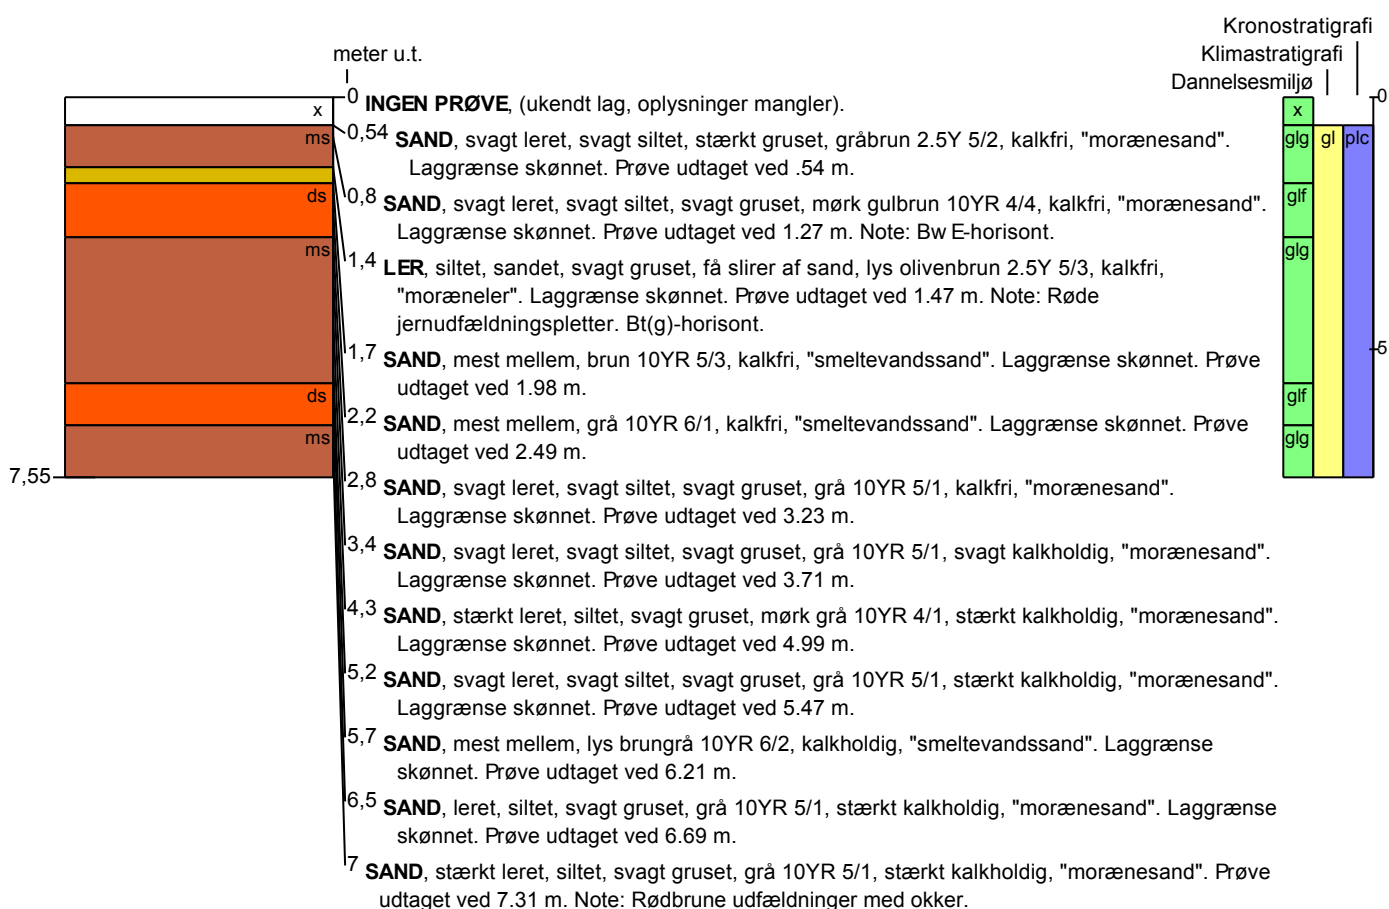 Kronostratigrafi
Klimastratigrafi
Dannelsesmiljø
meter u.t.
x
0 INGEN PRØVE, (ukendt lag, oplysninger mangler).
ms
0,54 SAND, svagt leret, svagt siltet, stærkt gruset, gråbrun 2.5Y 5/2, kalkfri, "morænesand".
Laggrænse skønnet. Prøve udtaget ved .54 m.
ds
0,8 SAND, svagt leret, svagt siltet, svagt gruset, mørk gulbrun 10YR 4/4, kalkfri, "morænesand".
Laggrænse skønnet. Prøve udtaget ved 1.27 m. Note: Bw E-horisont.
ms
1,4 LER, siltet, sandet, svagt gruset, få slirer af sand, lys olivenbrun 2.5Y 5/3, kalkfri,
"moræneler". Laggrænse skønnet. Prøve udtaget ved 1.47 m. Note: Røde
jernudfældningspletter. Bt(g)-horisont.
1,7 SAND, mest mellem, brun 10YR 5/3, kalkfri, "smeltevandssand". Laggrænse skønnet. Prøve
udtaget ved 1.98 m.
ds
2,2 SAND, mest mellem, grå 10YR 6/1, kalkfri, "smeltevandssand". Laggrænse skønnet. Prøve
udtaget ved 2.49 m.
ms
7,55
2,8 SAND, svagt leret, svagt siltet, svagt gruset, grå 10YR 5/1, kalkfri, "morænesand".
Laggrænse skønnet. Prøve udtaget ved 3.23 m.
3,4 SAND, svagt leret, svagt siltet, svagt gruset, grå 10YR 5/1, svagt kalkholdig, "morænesand".
Laggrænse skønnet. Prøve udtaget ved 3.71 m.
4,3 SAND, stærkt leret, siltet, svagt gruset, mørk grå 10YR 4/1, stærkt kalkholdig, "morænesand".
Laggrænse skønnet. Prøve udtaget ved 4.99 m.
5,2 SAND, svagt leret, svagt siltet, svagt gruset, grå 10YR 5/1, stærkt kalkholdig, "morænesand".
Laggrænse skønnet. Prøve udtaget ved 5.47 m.
5,7 SAND, mest mellem, lys brungrå 10YR 6/2, kalkholdig, "smeltevandssand". Laggrænse
skønnet. Prøve udtaget ved 6.21 m.
6,5 SAND, leret, siltet, svagt gruset, grå 10YR 5/1, stærkt kalkholdig, "morænesand". Laggrænse
skønnet. Prøve udtaget ved 6.69 m.
7 SAND, stærkt leret, siltet, svagt gruset, grå 10YR 5/1, stærkt kalkholdig, "morænesand". Prøve
udtaget ved 7.31 m. Note: Rødbrune udfældninger med okker.
0
x
glg gl plc
glf
glg
5
glf
glg